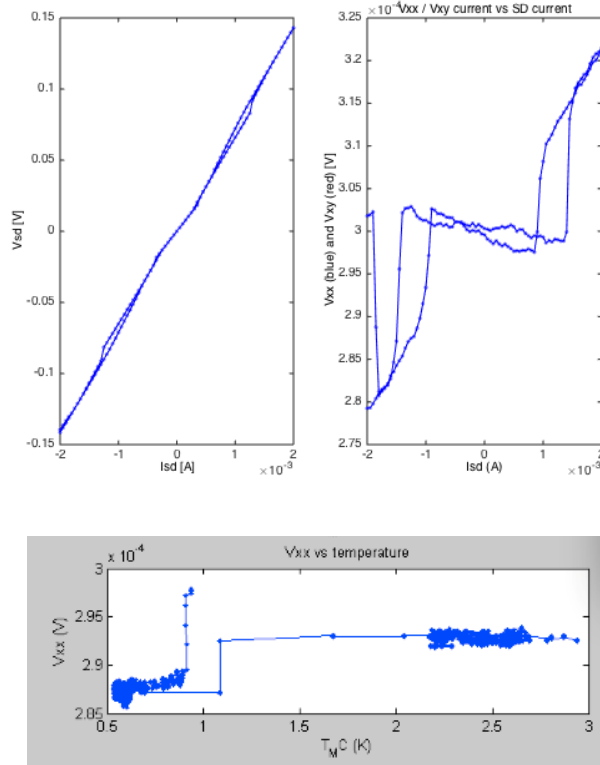 × 10⁻⁴ Vxx / Vxy current vs SD current
0.15
0.1
0.05
0
-0.05
-0.1
-0.15
Vsd [V]
-2 -1 0 1 2
Isd [A]
×10⁻³
3.25
3.2
3.15
3.1
3.05
3
2.95
2.9
2.85
2.8
2.75
Vxx (blue) and Vxy (red) [V]
-2 -1 0 1 2
Isd (A)
×10⁻³
x 10⁻⁴
Vxx vs temperature
3
2.95
2.9
2.85
Vxx (V)
0.5 1 1.5 2 2.5 3
T_MC (K)